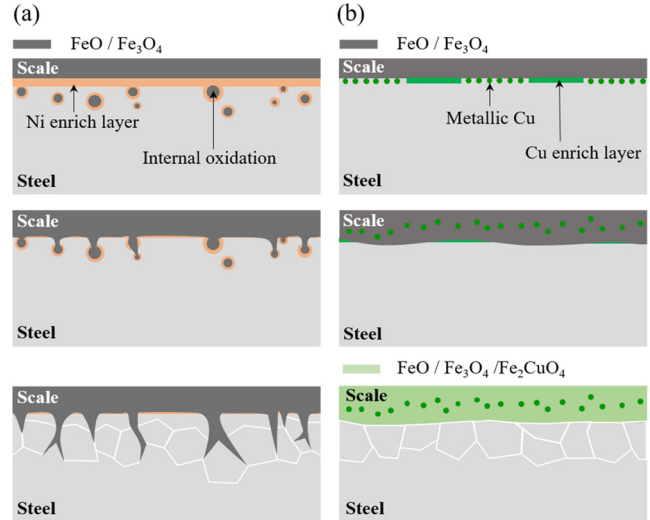 (a)
FeO / Fe₃O₄
Scale
Ni enrich layer
Internal oxidation
Steel
Scale
Steel
Scale
Steel
(b)
FeO / Fe₃O₄
Scale
Metallic Cu
Cu enrich layer
Steel
Scale
Steel
FeO / Fe₃O₄ /Fe₂CuO₄
Scale
Steel